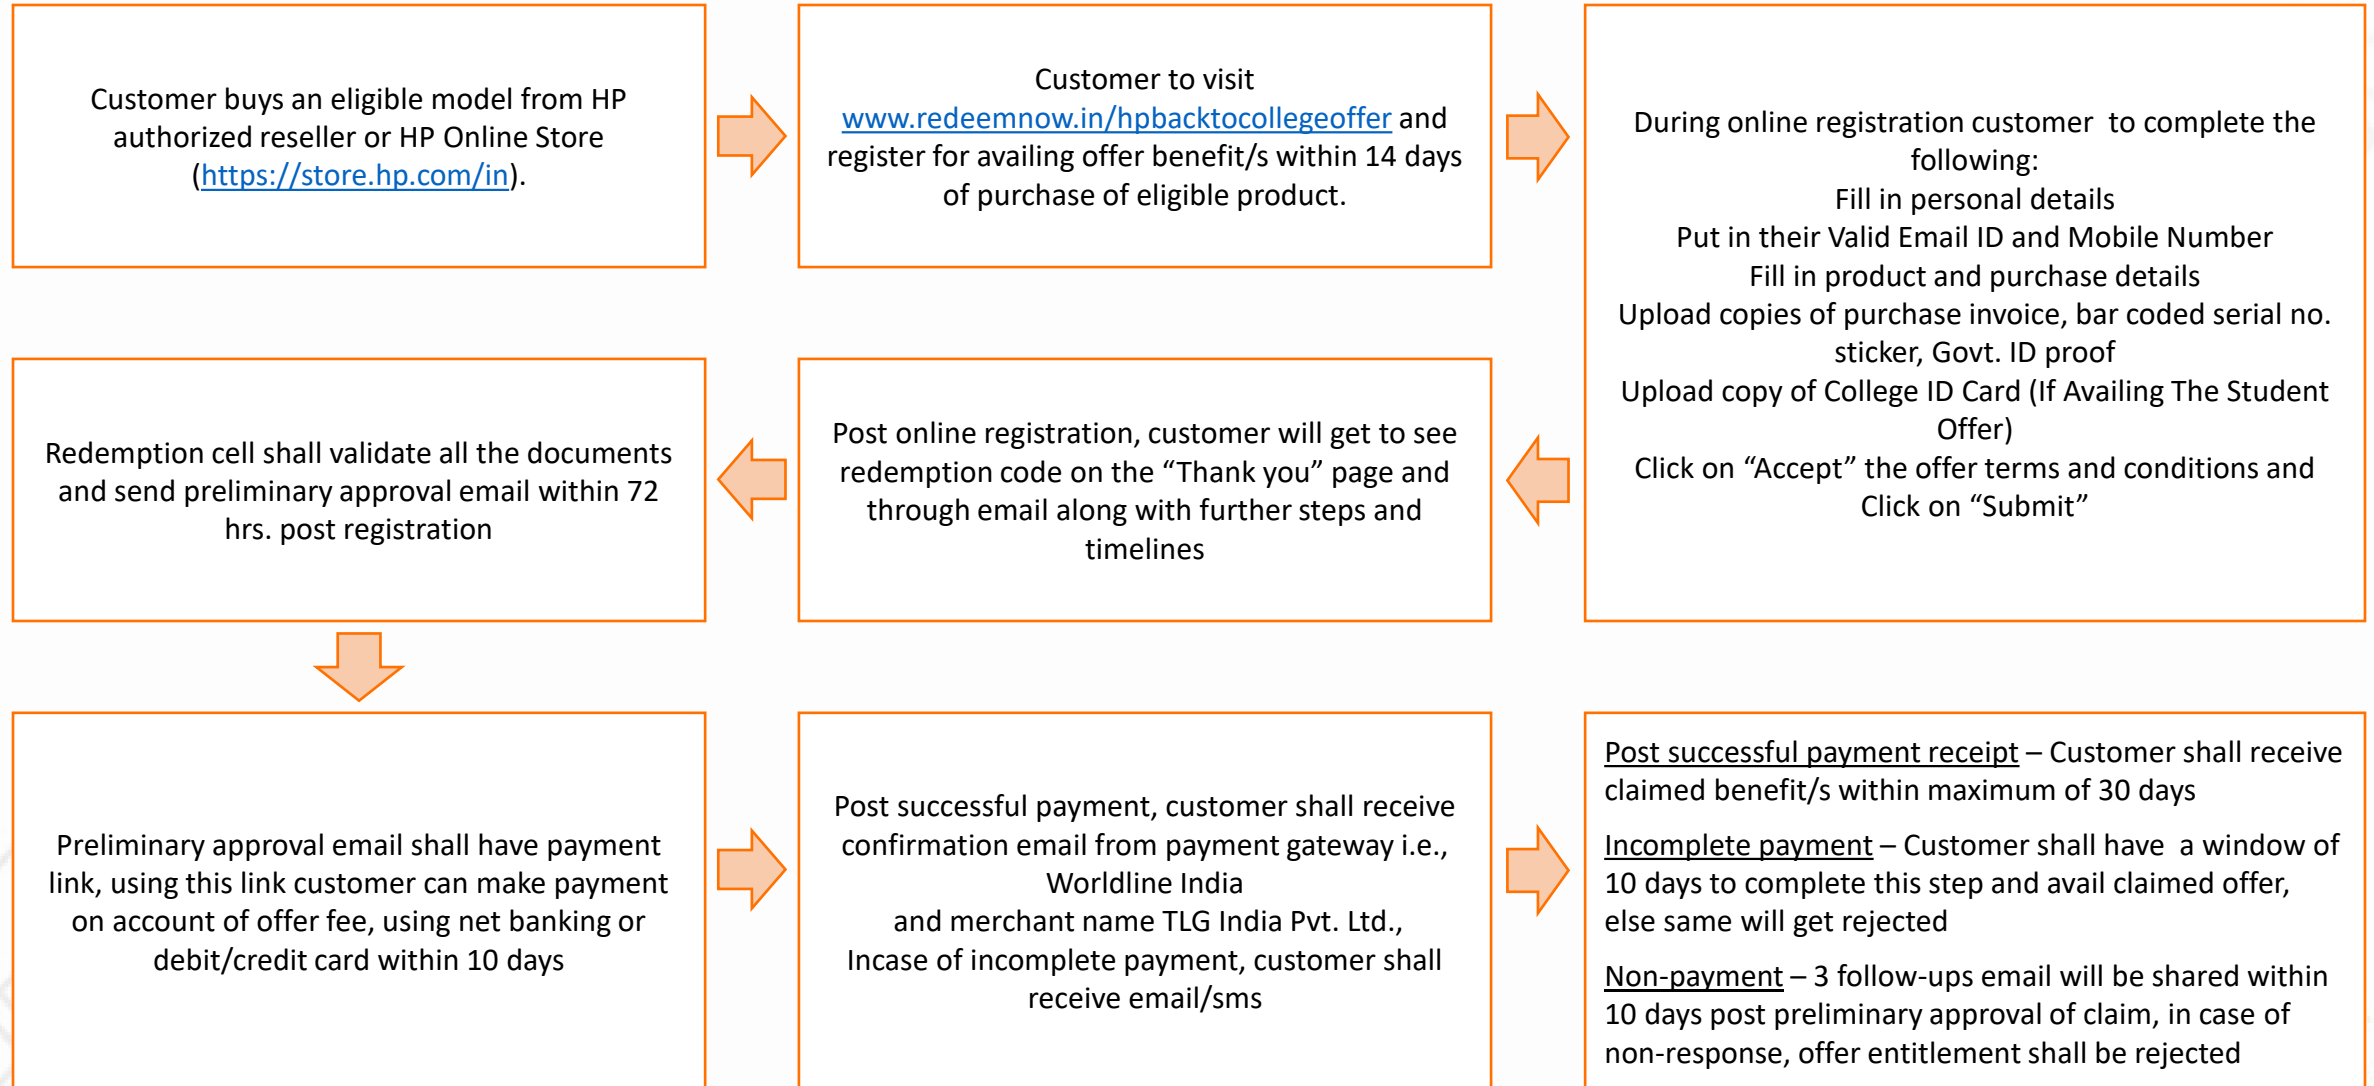 Customer buys an eligible model from HP
authorized reseller or HP Online Store
(https://store.hp.com/in).
Customer to visit
www.redeemnow.in/hpbacktocollegeoffer and
register for availing offer benefit/s within 14 days
of purchase of eligible product.
During online registration customer  to complete the
following:
Fill in personal details
Put in their Valid Email ID and Mobile Number
Fill in product and purchase details
Upload copies of purchase invoice, bar coded serial no.
sticker, Govt. ID proof
Upload copy of College ID Card (If Availing The Student
Offer)
Click on “Accept” the offer terms and conditions and
Click on “Submit”
Post online registration, customer will get to see
redemption code on the “Thank you” page and
through email along with further steps and
timelines
Redemption cell shall validate all the documents
and send preliminary approval email within 72
hrs. post registration
Preliminary approval email shall have payment
link, using this link customer can make payment
on account of offer fee, using net banking or
debit/credit card within 10 days
Post successful payment, customer shall receive
confirmation email from payment gateway i.e.,
Worldline India
and merchant name TLG India Pvt. Ltd.,
Incase of incomplete payment, customer shall
receive email/sms
Post successful payment receipt – Customer shall receive
claimed benefit/s within maximum of 30 days
Incomplete payment – Customer shall have  a window of
10 days to complete this step and avail claimed offer,
else same will get rejected
Non-payment – 3 follow-ups email will be shared within
10 days post preliminary approval of claim, in case of
non-response, offer entitlement shall be rejected